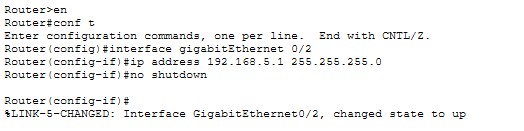 Router>en
Router#conf t
Enter configuration commands, one per line.  End with CNTL/Z.
Router(config)#interface gigabitEthernet 0/2
Router(config-if)#ip address 192.168.5.1 255.255.255.0
Router(config-if)#no shutdown
Router(config-if)#
%LINK-5-CHANGED: Interface GigabitEthernet0/2, changed state to up